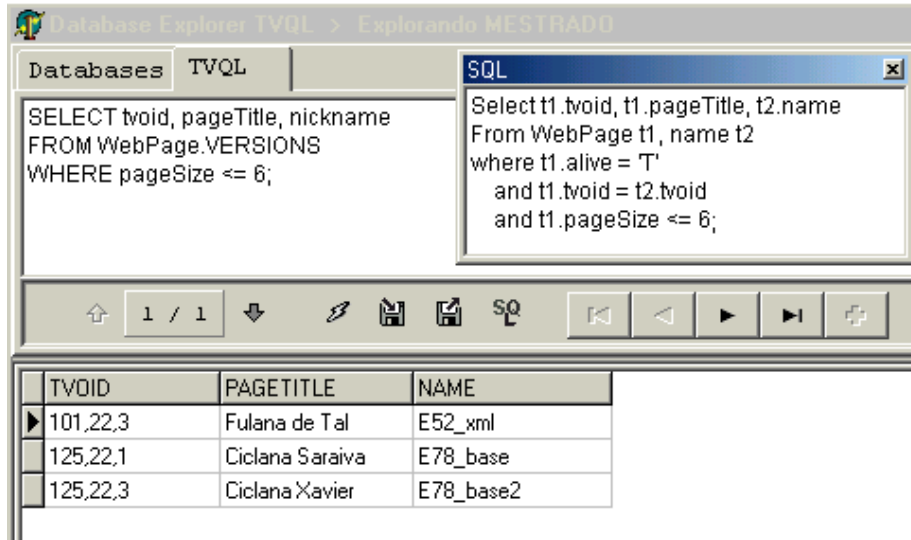 Database Explorer TVQL > Explorando MESTRADO
Databases
TVQL
SELECT tvoid, pageTitle, nickname
FROM WebPage.VERSIONS
WHERE pageSize <= 6;
SQL
Select t1.tvoid, t1.pageTitle, t2.name
From WebPage t1, name t2
where t1.alive = 'T'
and t1.tvoid = t2.tvoid
and t1.pageSize <= 6;
1 / 1
SQL
TVOID PAGETITLE NAME
101,22,3 Fulana de Tal E52_xml
125,22,1 Ciclana Saraiva E78_base
125,22,3 Ciclana Xavier E78_base2